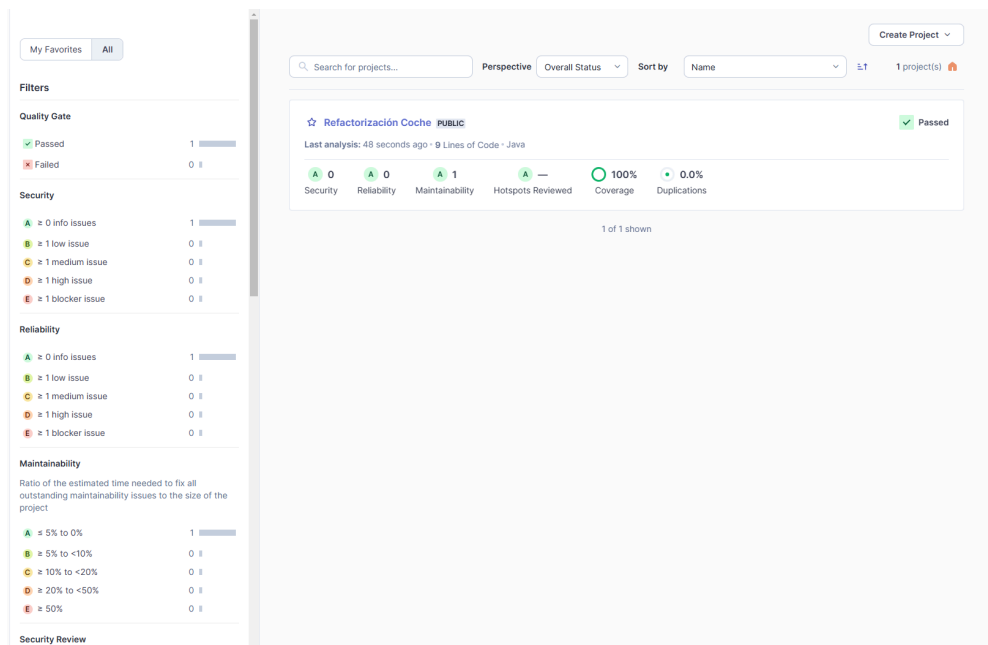 My Favorites All
Filters
Quality Gate
Passed 1
Failed 0
Security
A ≥ 0 info issues 1
B ≥ 1 low issue 0
C ≥ 1 medium issue 0
D ≥ 1 high issue 0
E ≥ 1 blocker issue 0
Reliability
A ≥ 0 info issues 1
B ≥ 1 low issue 0
C ≥ 1 medium issue 0
D ≥ 1 high issue 0
E ≥ 1 blocker issue 0
Maintainability
Ratio of the estimated time needed to fix all
outstanding maintainability issues to the size of the
project
A ≤ 5% to 0% 1
B ≥ 5% to <10% 0
C ≥ 10% to <20% 0
D ≥ 20% to <50% 0
E ≥ 50% 0
Security Review
Create Project
Search for projects... Perspective Overall Status Sort by Name 1 project(s)
Refactorización Coche PUBLIC Passed
Last analysis: 48 seconds ago · 9 Lines of Code · Java
A 0 A 0 A 1 A — 100% 0.0%
Security Reliability Maintainability Hotspots Reviewed Coverage Duplications
1 of 1 shown